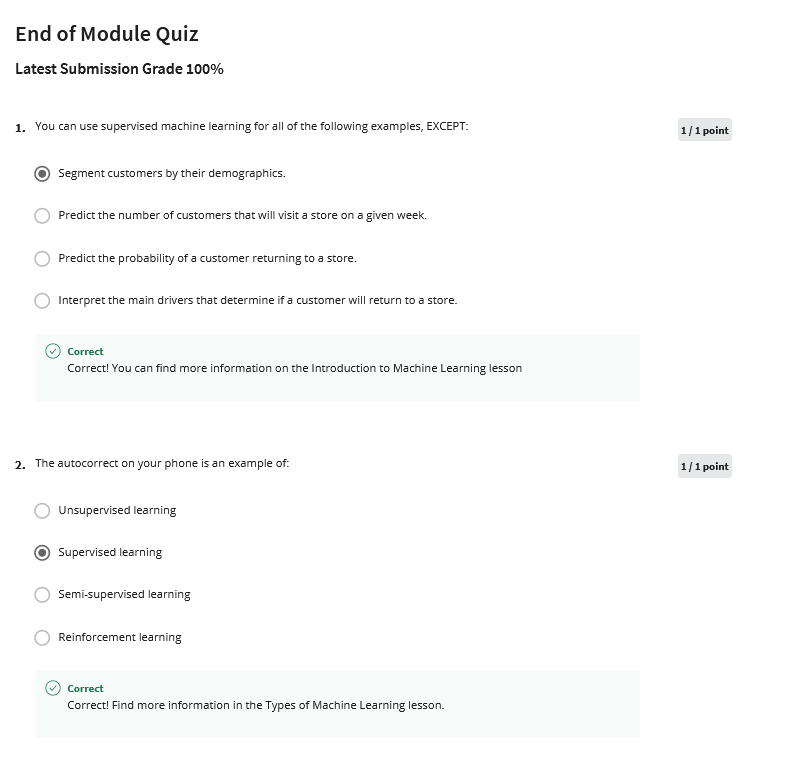 End of Module Quiz
Latest Submission Grade 100%
1. You can use supervised machine learning for all of the following examples, EXCEPT:
1 / 1 point
Segment customers by their demographics.
Predict the number of customers that will visit a store on a given week.
Predict the probability of a customer returning to a store.
Interpret the main drivers that determine if a customer will return to a store.
Correct
Correct! You can find more information on the Introduction to Machine Learning lesson
2. The autocorrect on your phone is an example of:
1 / 1 point
Unsupervised learning
Supervised learning
Semi-supervised learning
Reinforcement learning
Correct
Correct! Find more information in the Types of Machine Learning lesson.